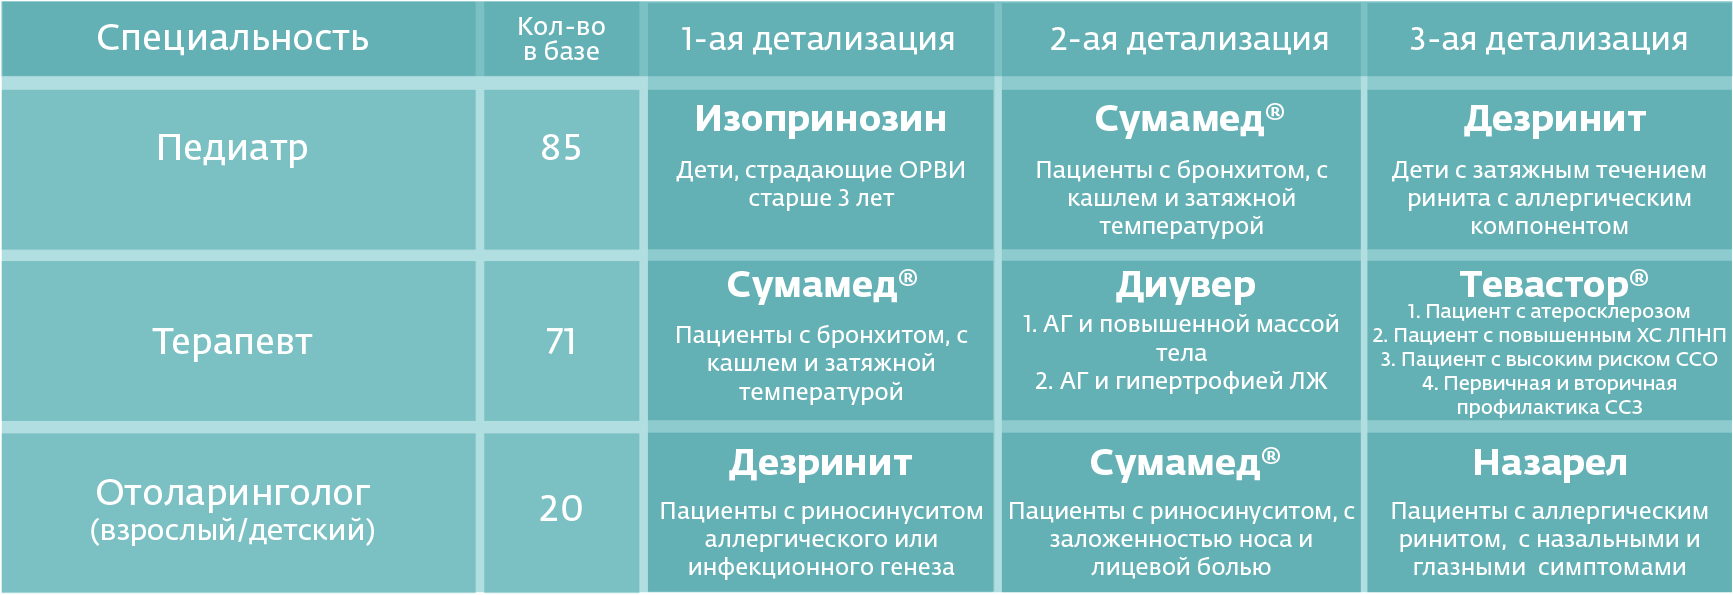 Специальность
Кол-во
в базе
1-ая детализация
2-ая детализация
3-ая детализация
Педиатр
85
Изопринозин
Дети, страдающие ОРВИ
старше 3 лет
Сумамед®
Пациенты с бронхитом, с
кашлем и затяжной
температурой
Дезринит
Дети с затяжным течением
ринита с аллергическим
компонентом
Терапевт
71
Сумамед®
Пациенты с бронхитом, с
кашлем и затяжной
температурой
Диувер
1. АГ и повышенной массой
тела
2. АГ и гипертрофией ЛЖ
Тевастор®
1. Пациент с атеросклерозом
2. Пациент с повышенным ХС ЛПНП
3. Пациент с высоким риском ССО
4. Первичная и вторичная
профилактика ССЗ
Отоларинголог
(взрослый/детский)
20
Дезринит
Пациенты с риносинуситом
аллергического или
инфекционного генеза
Сумамед®
Пациенты с риносинуситом, с
заложенностью носа и
лицевой болью
Назарел
Пациенты с аллергическим
ринитом, с назальными и
глазными симптомами